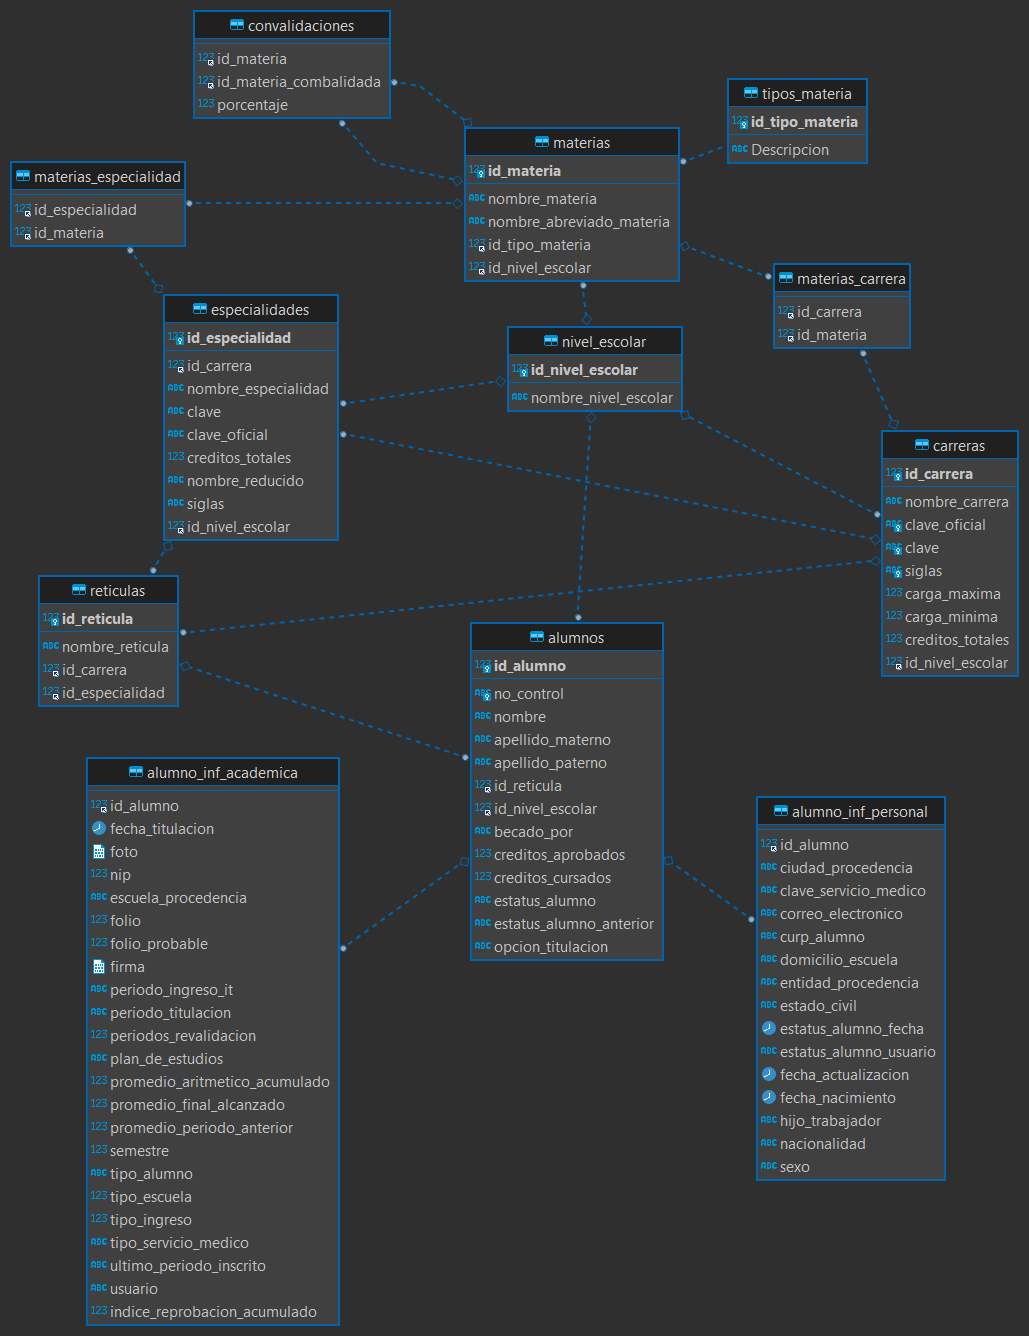 convalidaciones
123 id_materia
123 id_materia_combalidada
123 porcentaje
tipos_materia
123 id_tipo_materia
ABC Descripcion
materias
123 id_materia
ABC nombre_materia
ABC nombre_abreviado_materia
123 id_tipo_materia
123 id_nivel_escolar
materias_especialidad
123 id_especialidad
123 id_materia
materias_carrera
123 id_carrera
123 id_materia
especialidades
123 id_especialidad
123 id_carrera
ABC nombre_especialidad
ABC clave
ABC clave_oficial
123 creditos_totales
ABC nombre_reducido
ABC siglas
123 id_nivel_escolar
nivel_escolar
123 id_nivel_escolar
ABC nombre_nivel_escolar
carreras
123 id_carrera
ABC nombre_carrera
ABC clave_oficial
ABC clave
ABC siglas
123 carga_maxima
123 carga_minima
123 creditos_totales
123 id_nivel_escolar
reticulas
123 id_reticula
ABC nombre_reticula
123 id_carrera
123 id_especialidad
alumnos
123 id_alumno
ABC no_control
ABC nombre
ABC apellido_materno
ABC apellido_paterno
123 id_reticula
123 id_nivel_escolar
ABC becado_por
123 creditos_aprobados
123 creditos_cursados
ABC estatus_alumno
ABC estatus_alumno_anterior
ABC opcion_titulacion
alumno_inf_academica
123 id_alumno
fecha_titulacion
foto
123 nip
ABC escuela_procedencia
123 folio
123 folio_probable
firma
ABC periodo_ingreso_it
ABC periodo_titulacion
123 periodos_revalidacion
ABC plan_de_estudios
123 promedio_aritmetico_acumulado
123 promedio_final_alcanzado
123 promedio_periodo_anterior
123 semestre
ABC tipo_alumno
123 tipo_escuela
123 tipo_ingreso
ABC tipo_servicio_medico
ABC ultimo_periodo_inscrito
ABC usuario
123 indice_reprobacion_acumulado
alumno_inf_personal
123 id_alumno
ABC ciudad_procedencia
ABC clave_servicio_medico
ABC correo_electronico
ABC curp_alumno
ABC domicilio_escuela
ABC entidad_procedencia
ABC estado_civil
estatus_alumno_fecha
ABC estatus_alumno_usuario
fecha_actualizacion
fecha_nacimiento
ABC hijo_trabajador
ABC nacionalidad
ABC sexo